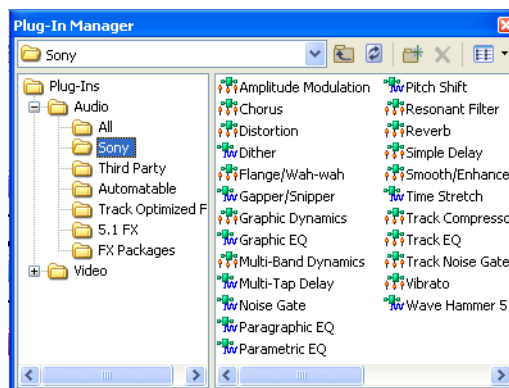 Plug-In Manager
Sony
Plug-Ins
Audio
All
Sony
Third Party
Automatable
Track Optimized F
5.1 FX
FX Packages
Video
Amplitude Modulation
Chorus
Distortion
Dither
Flange/Wah-wah
Gapper/Snipper
Graphic Dynamics
Graphic EQ
Multi-Band Dynamics
Multi-Tap Delay
Noise Gate
Paragraphic EQ
Parametric EQ
Pitch Shift
Resonant Filter
Reverb
Simple Delay
Smooth/Enhance
Time Stretch
Track Compresso
Track EQ
Track Noise Gate
Vibrato
Wave Hammer 5